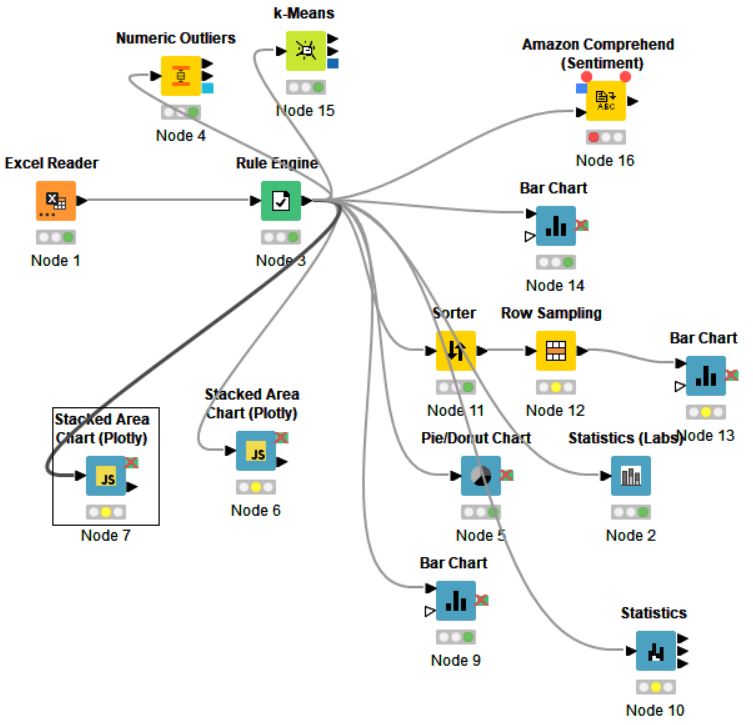 k-Means
Node 15
Numeric Outliers
Node 4
Amazon Comprehend
(Sentiment)
ABC
Node 16
Excel Reader
X
Node 1
Rule Engine
Node 3
Bar Chart
Node 14
Sorter
Node 11
Row Sampling
Node 12
Bar Chart
Node 13
Stacked Area
Chart (Plotly)
JS
Node 7
Stacked Area
Chart (Plotly)
JS
Node 6
Pie/Donut Chart
Node 5
Statistics (Labs)
Node 2
Bar Chart
Node 9
Statistics
Node 10